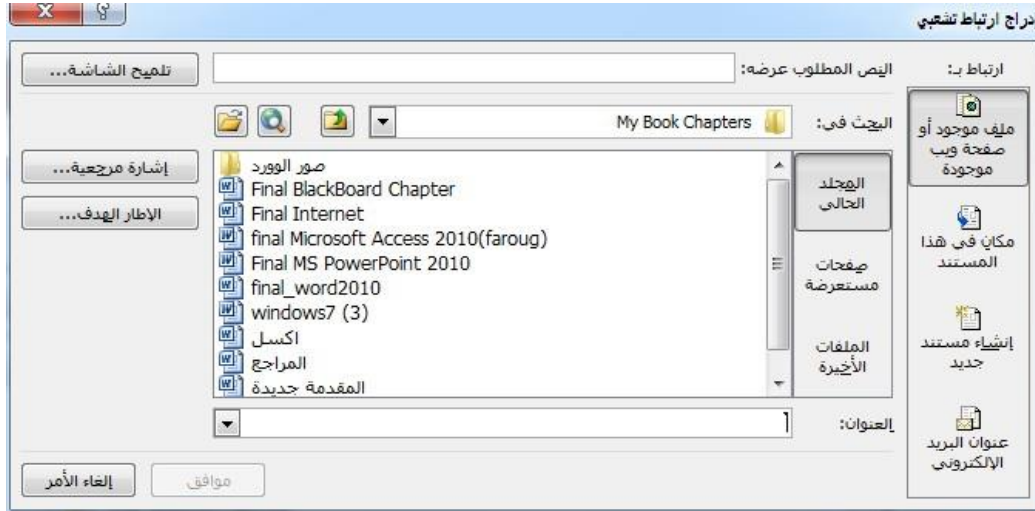 دراج ارتباط تشعبي
ارتباط بـ:
ملف موجود أو
صفحة ويب
موجودة
مكان في هذا
المستند
إنشاء مستند
جديد
عنوان البريد
الإلكتروني
النص المطلوب عرضه:
تلميح الشاشة...
البحث في:
My Book Chapters
المجلد
الحالي
صفحات
مستعرضة
الملفات
الأخيرة
صور الوورد
Final BlackBoard Chapter
Final Internet
final Microsoft Access 2010(faroug)
Final MS PowerPoint 2010
final_word2010
windows7 (3)
اكسل
المراجع
المقدمة جديدة
إشارة مرجعية...
الإطار الهدف...
العنوان:
موافق
إلغاء الأمر